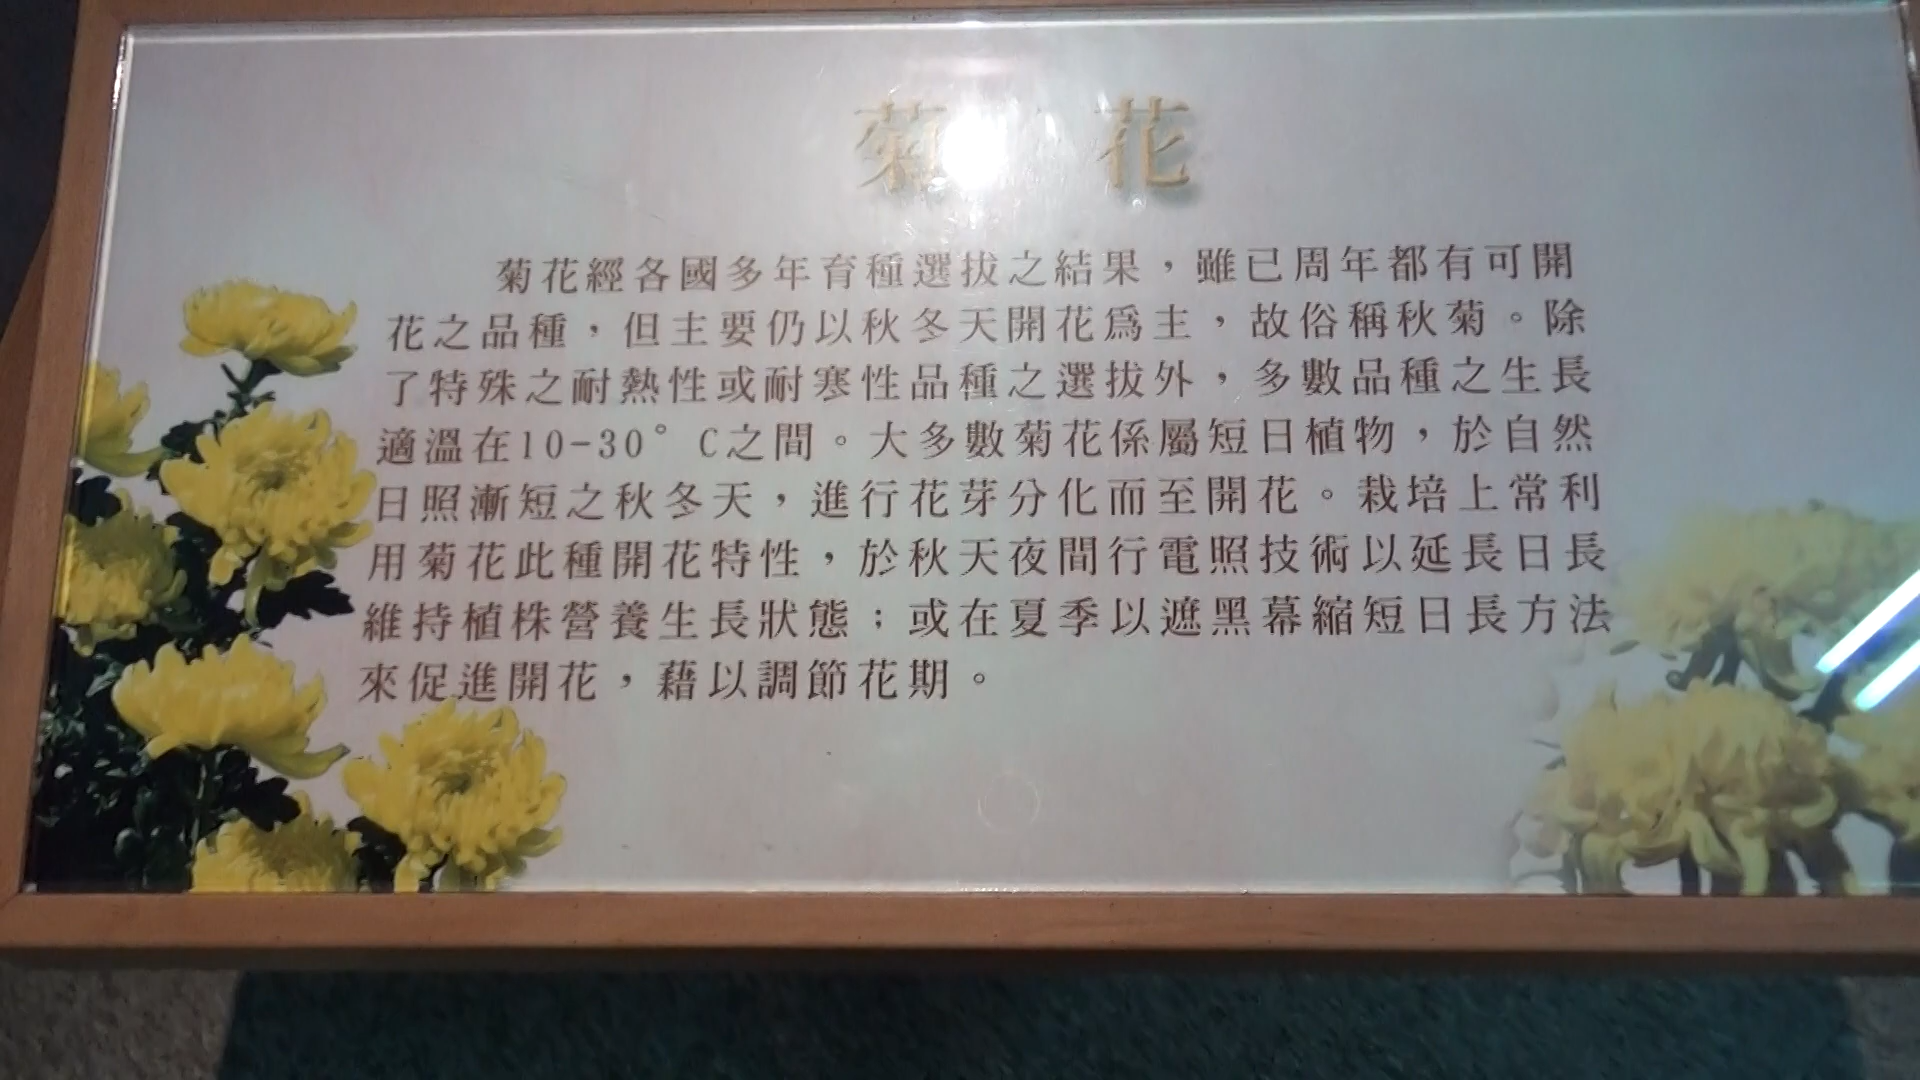 菊花
菊花經各國多年育種選拔之結果，雖已周年都有可開
花之品種，但主要仍以秋冬天開花爲主，故俗稱秋菊。除
了特殊之耐熱性或耐寒性品種之選拔外，多數品種之生長
適溫在10-30°C之間。大多數菊花係屬短日植物，於自然
日照漸短之秋冬天，進行花芽分化而至開花。栽培上常利
用菊花此種開花特性，於秋天夜間行電照技術以延長日長
維持植株營養生長狀態；或在夏季以遮黑幕縮短日長方法
來促進開花，藉以調節花期。